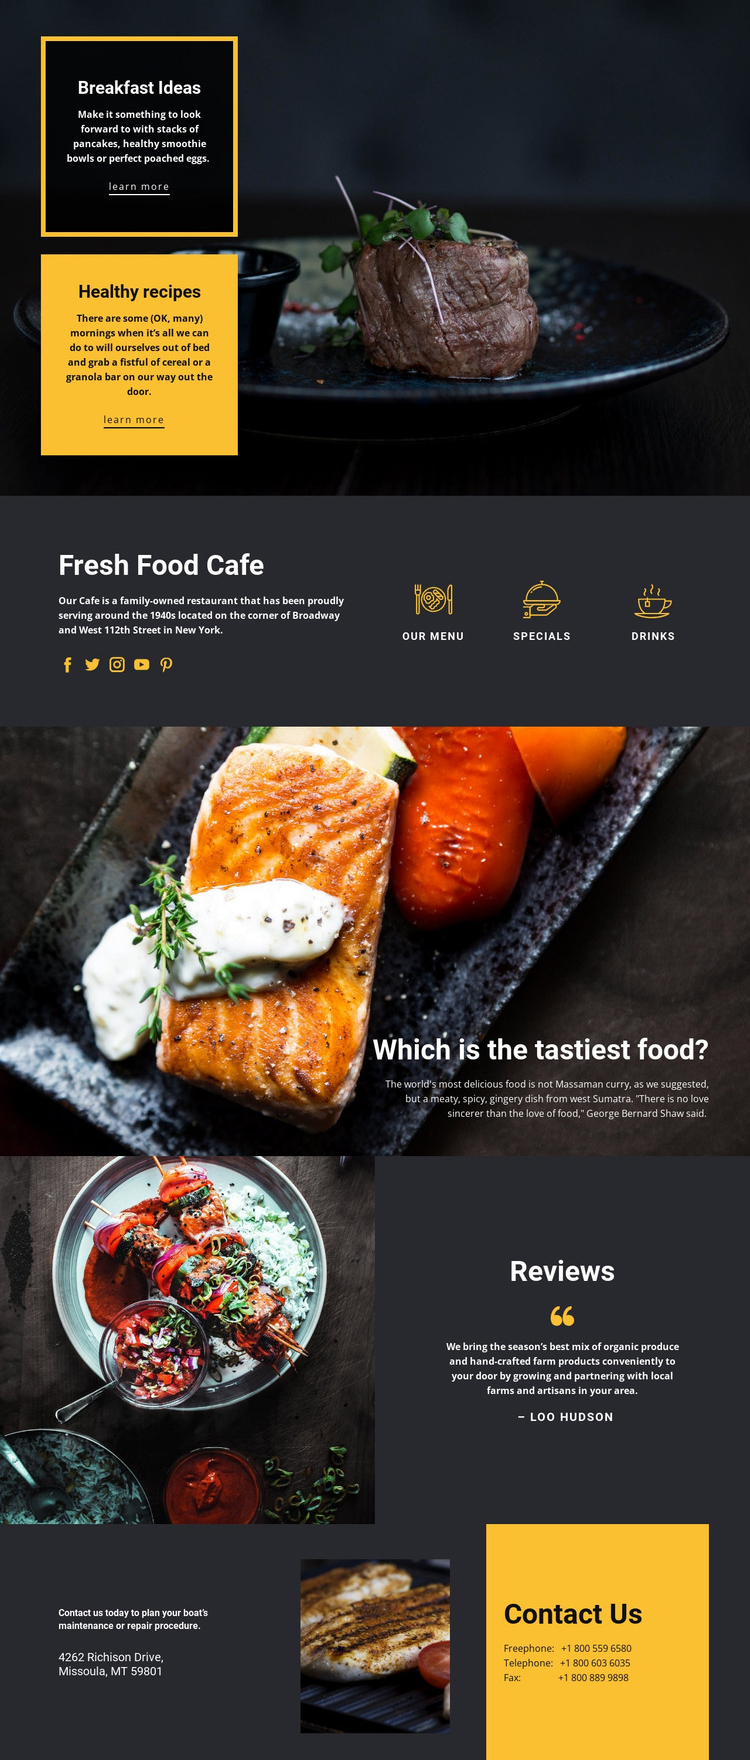 Breakfast Ideas
Make it something to look
forward to with stacks of
pancakes, healthy smoothie
bowls or perfect poached eggs.
learn more
Healthy recipes
There are some (OK, many)
mornings when it's all we can
do to will ourselves out of bed
and grab a fistful of cereal or a
granola bar on our way out the
door.
learn more
Fresh Food Cafe
Our Cafe is a family-owned restaurant that has been proudly
serving around the 1940s located on the corner of Broadway
and West 112th Street in New York.
OUR MENU
SPECIALS
DRINKS
Which is the tastiest food?
The world's most delicious food is not Massaman curry, as we suggested,
but a meaty, spicy, gingery dish from west Sumatra. "There is no love
sincerer than the love of food," George Bernard Shaw said.
Reviews
We bring the season's best mix of organic produce
and hand-crafted farm products conveniently to
your door by growing and partnering with local
farms and artisans in your area.
– LOO HUDSON
Contact us today to plan your boat's
maintenance or repair procedure.
4262 Richison Drive,
Missoula, MT 59801
Contact Us
Freephone: +1 800 559 6580
Telephone: +1 800 603 6035
Fax: +1 800 889 9898